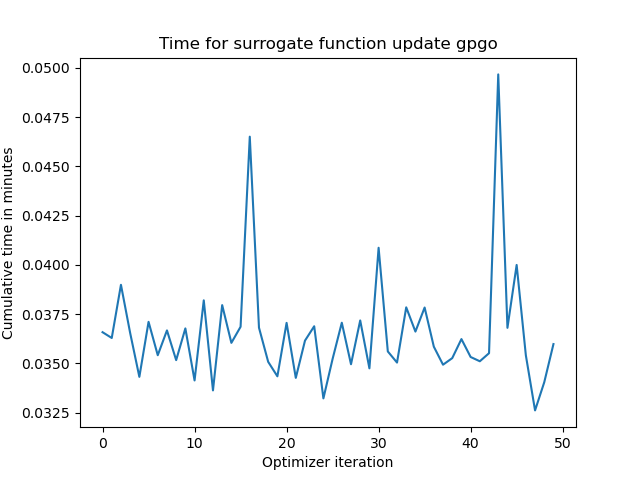 Time for surrogate function update gpgo
Cumulative time in minutes
0.0500
0.0475
0.0450
0.0425
0.0400
0.0375
0.0350
0.0325
0 10 20 30 40 50
Optimizer iteration